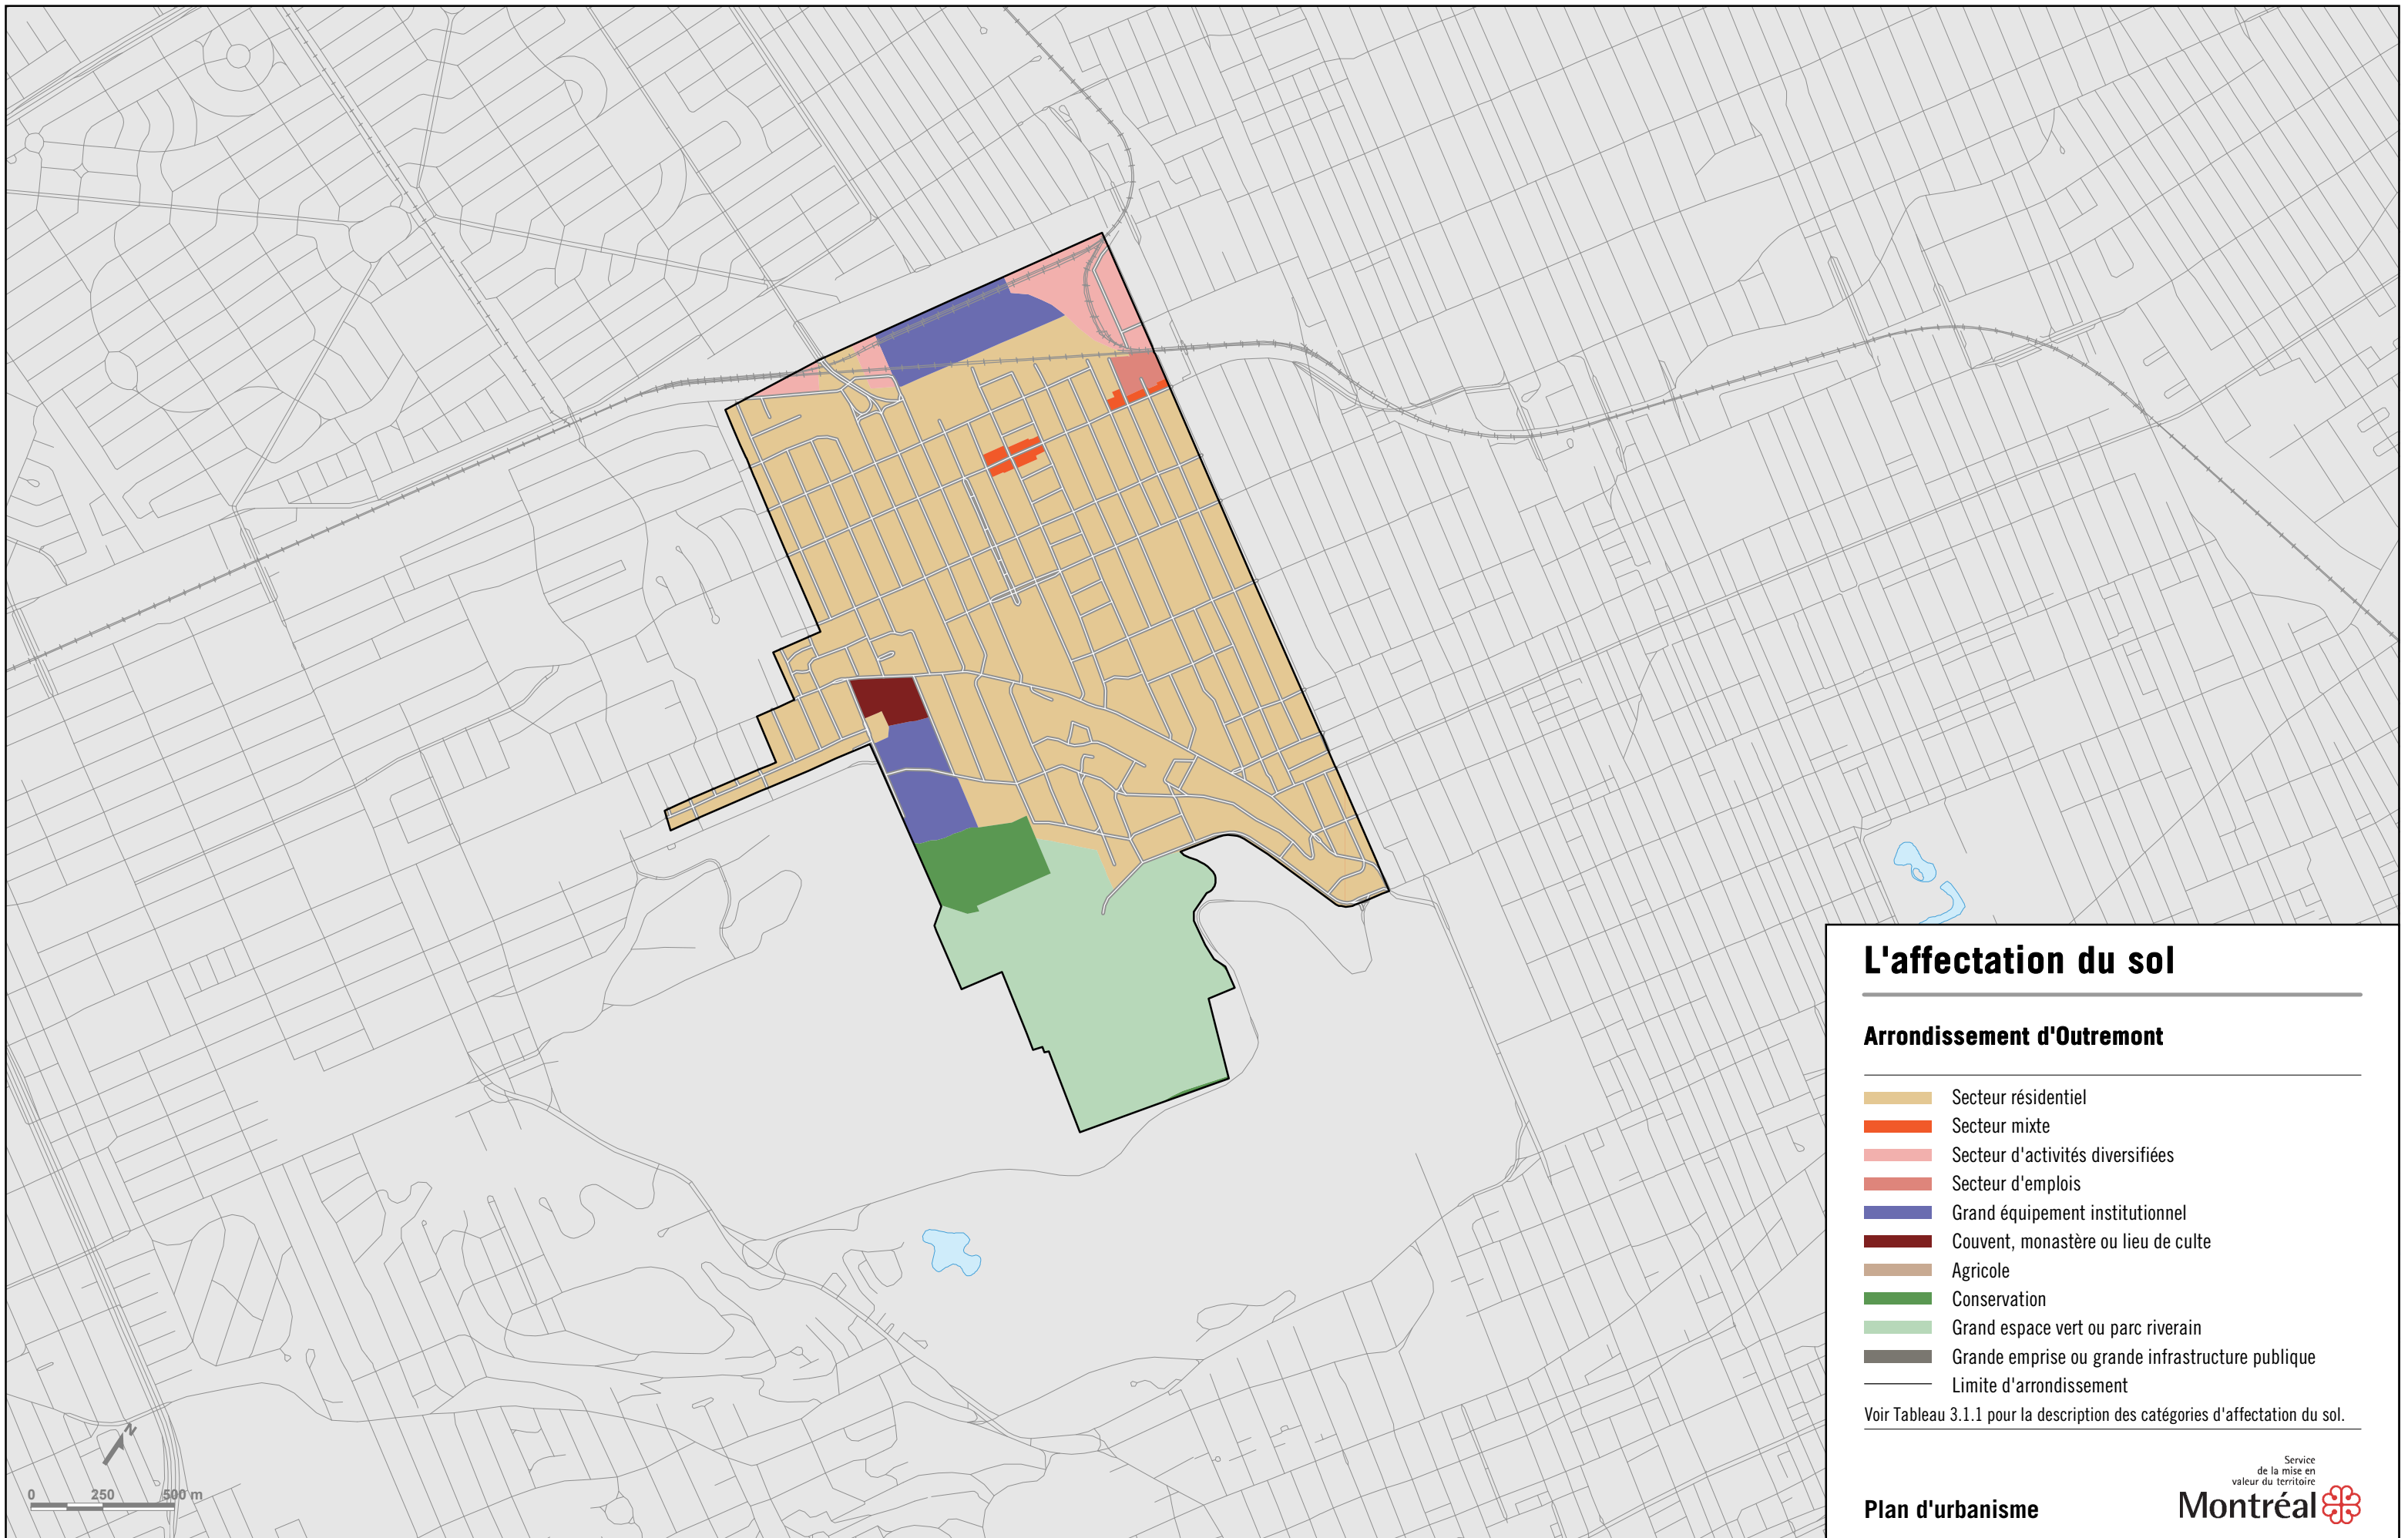 L'affectation du sol
Arrondissement d'Outremont
Secteur résidentiel
Secteur mixte
Secteur d'activités diversifiées
Secteur d'emplois
Grand équipement institutionnel
Couvent, monastère ou lieu de culte
Agricole
Conservation
Grand espace vert ou parc riverain
Grande emprise ou grande infrastructure publique
Limite d'arrondissement
Voir Tableau 3.1.1 pour la description des catégories d'affectation du sol.
Service
de la mise en
valeur du territoire
Plan d'urbanisme
Montréal
N
0 250 500 m